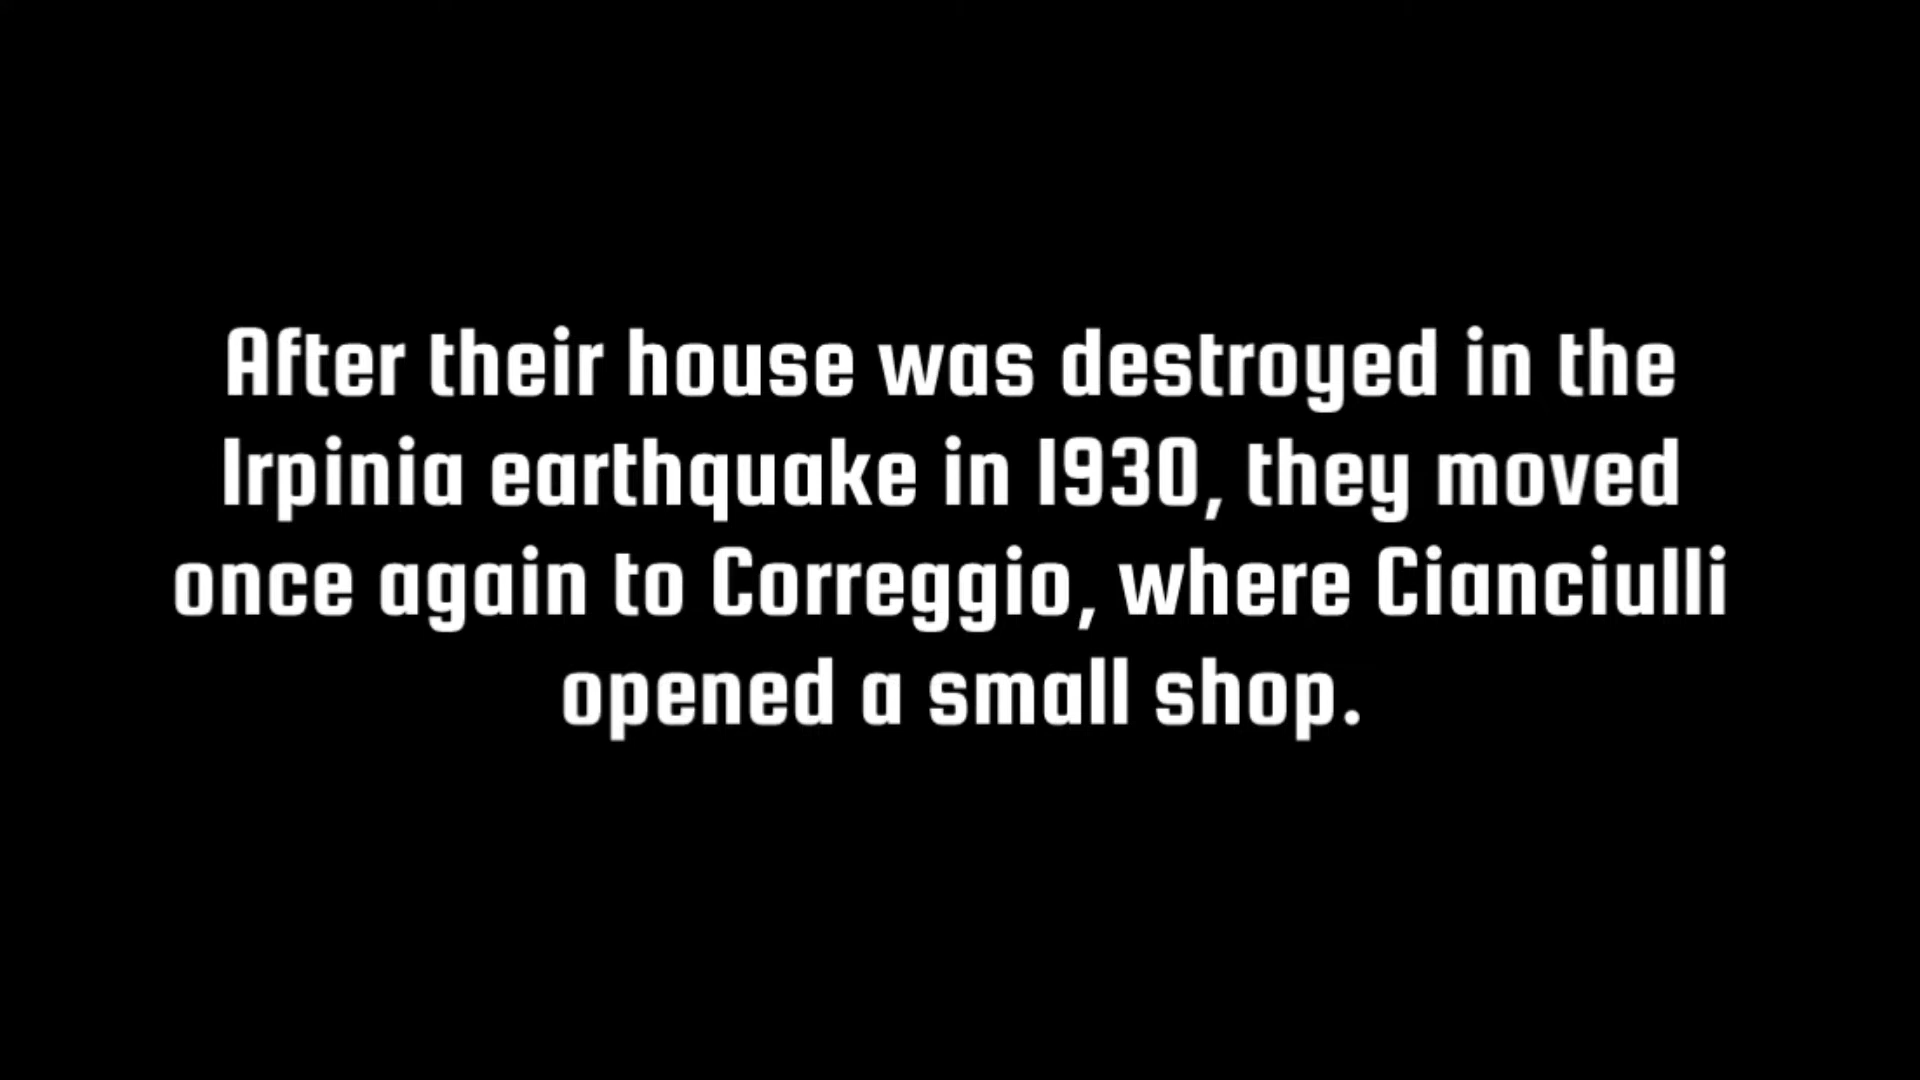 After their house was destroyed in the
Irpinia earthquake in 1930, they moved
once again to Correggio, where Cianciulli
opened a small shop.